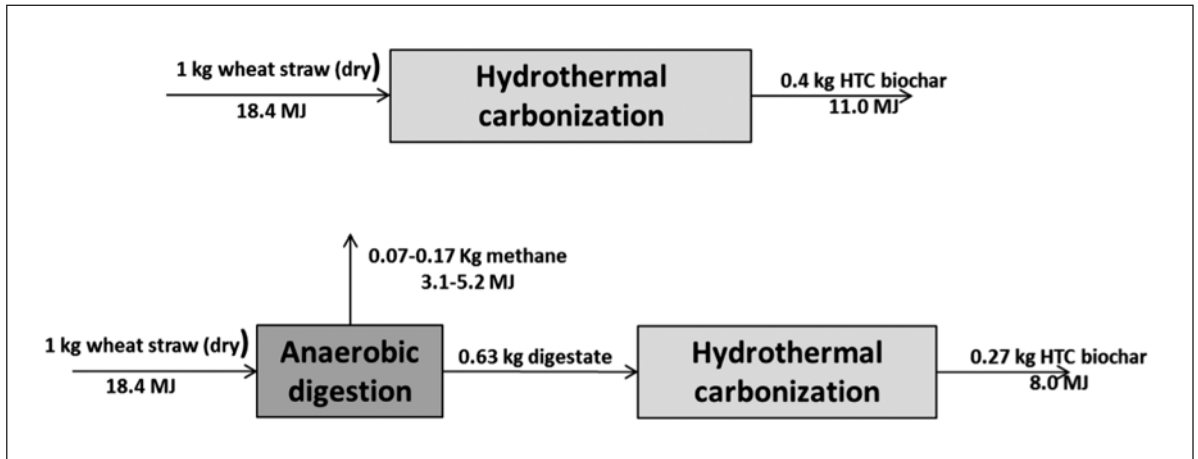 1 kg wheat straw (dry)
18.4 MJ
Hydrothermal
carbonization
0.4 kg HTC biochar
11.0 MJ
0.07-0.17 Kg methane
3.1-5.2 MJ
1 kg wheat straw (dry)
18.4 MJ
Anaerobic
digestion
0.63 kg digestate
Hydrothermal
carbonization
0.27 kg HTC biochar
8.0 MJ